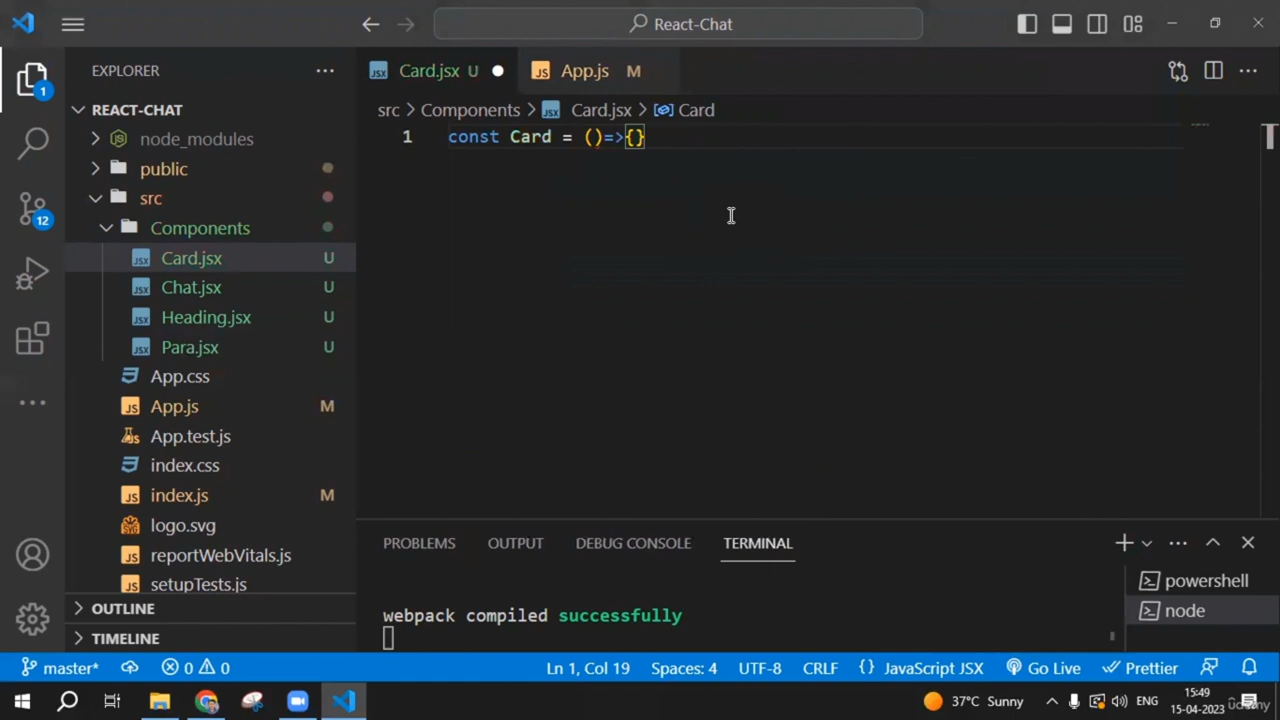 React-Chat
EXPLORER
Card.jsx U
App.js M
REACT-CHAT
src > Components > Card.jsx > Card
1 const Card = ()=>{}
node_modules
public
src
Components
Card.jsx U
Chat.jsx U
Heading.jsx U
Para.jsx U
App.css
App.js M
App.test.js
index.css
index.js M
logo.svg
reportWebVitals.js
setupTests.js
OUTLINE
TIMELINE
1
12
PROBLEMS OUTPUT DEBUG CONSOLE TERMINAL
webpack compiled successfully
powershell
node
master* 0 0 Ln 1, Col 19 Spaces: 4 UTF-8 CRLF {} JavaScript JSX Go Live Prettier
37°C Sunny ENG 15:49
15-04-2023
udemy